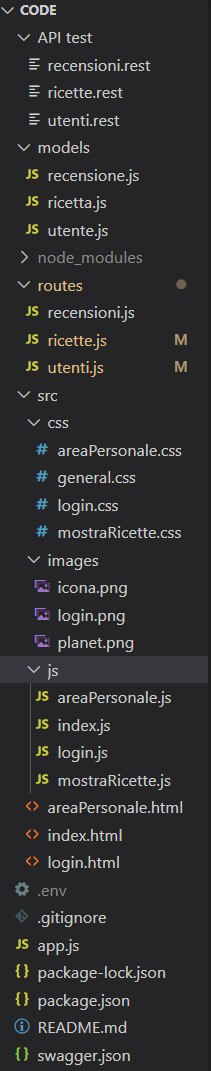 CODE
API test
recensioni.rest
ricette.rest
utenti.rest
models
JS recensione.js
JS ricetta.js
JS utente.js
node_modules
routes
JS recensioni.js
JS ricette.js M
JS utenti.js M
src
css
# areaPersonale.css
# general.css
# login.css
# mostraRicette.css
images
icona.png
login.png
planet.png
js
JS areaPersonale.js
JS index.js
JS login.js
JS mostraRicette.js
<> areaPersonale.html
<> index.html
<> login.html
.env
.gitignore
JS app.js
{} package-lock.json
{} package.json
README.md
{} swagger.json